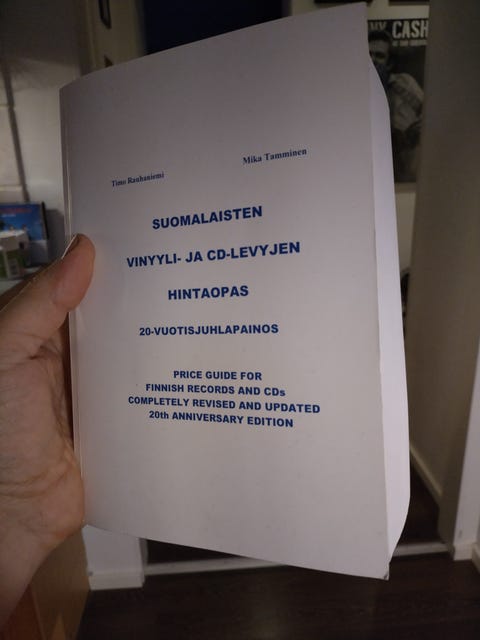 Timo Rauhaniemi
Mika Tamminen
SUOMALAISTEN
VINYYLI- JA CD-LEVYJEN
HINTAOPAS
20-VUOTISJUHLAPAINOS
PRICE GUIDE FOR
FINNISH RECORDS AND CDs
COMPLETELY REVISED AND UPDATED
20th ANNIVERSARY EDITION
CASH